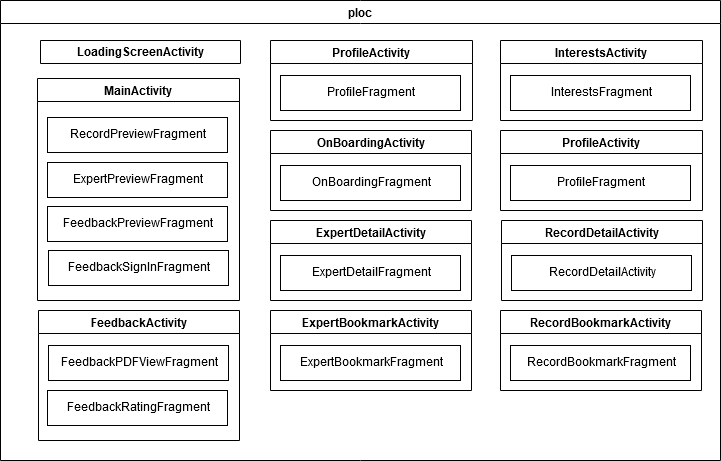 ploc
LoadingScreenActivity
MainActivity
RecordPreviewFragment
ExpertPreviewFragment
FeedbackPreviewFragment
FeedbackSignInFragment
FeedbackActivity
FeedbackPDFViewFragment
FeedbackRatingFragment
ProfileActivity
ProfileFragment
OnBoardingActivity
OnBoardingFragment
ExpertDetailActivity
ExpertDetailFragment
ExpertBookmarkActivity
ExpertBookmarkFragment
InterestsActivity
InterestsFragment
ProfileActivity
ProfileFragment
RecordDetailActivity
RecordDetailActivity
RecordBookmarkActivity
RecordBookmarkFragment